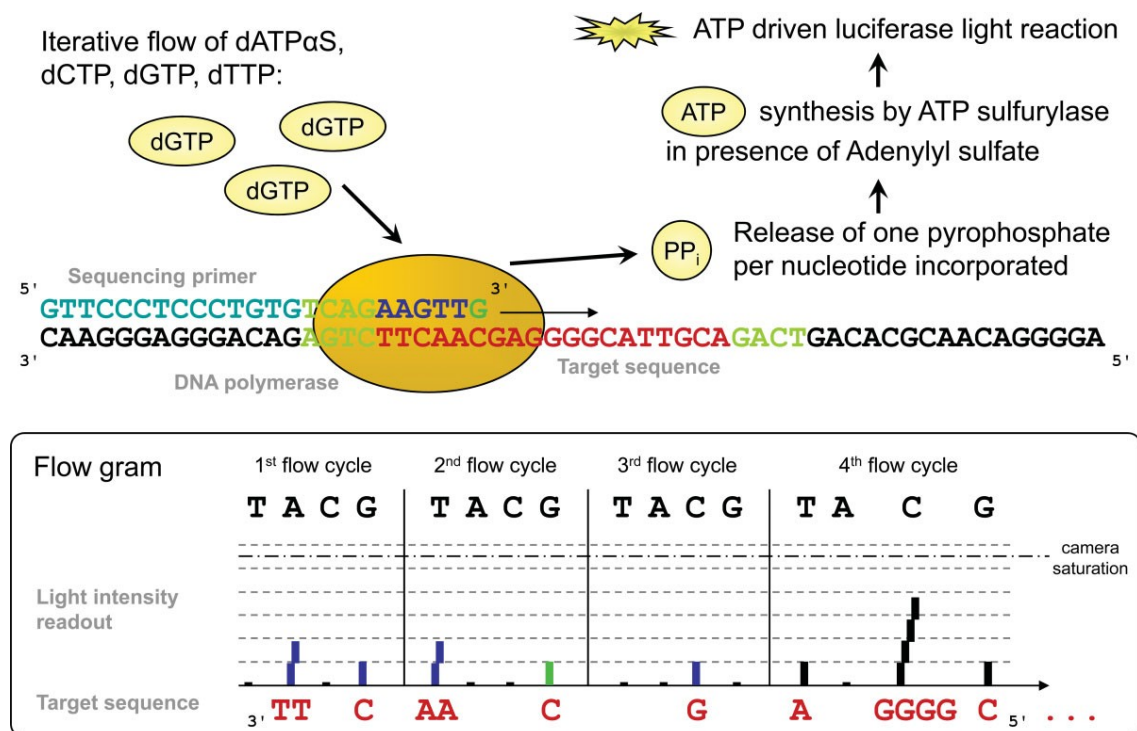 Iterative flow of dATPαS,
dCTP, dGTP, dTTP:
dGTP
dGTP
dGTP
ATP driven luciferase light reaction
ATP synthesis by ATP sulfurylase
in presence of Adenylyl sulfate
PPi Release of one pyrophosphate
per nucleotide incorporated
Sequencing primer
5' 3'
GTTCCCTCCCTGTGTCAGAAGTTG
CAAGGGAGGGACAGAGTCTTCAACGAGGGGCATTGCAGACTGACACGCAACAGGGGA
3' 5'
DNA polymerase
Target sequence
Flow gram
1st flow cycle 2nd flow cycle 3rd flow cycle 4th flow cycle
T A C G T A C G T A C G T A C G
camera
saturation
Light intensity
readout
Target sequence
3' TT C AA C G A GGGG C 5' ...